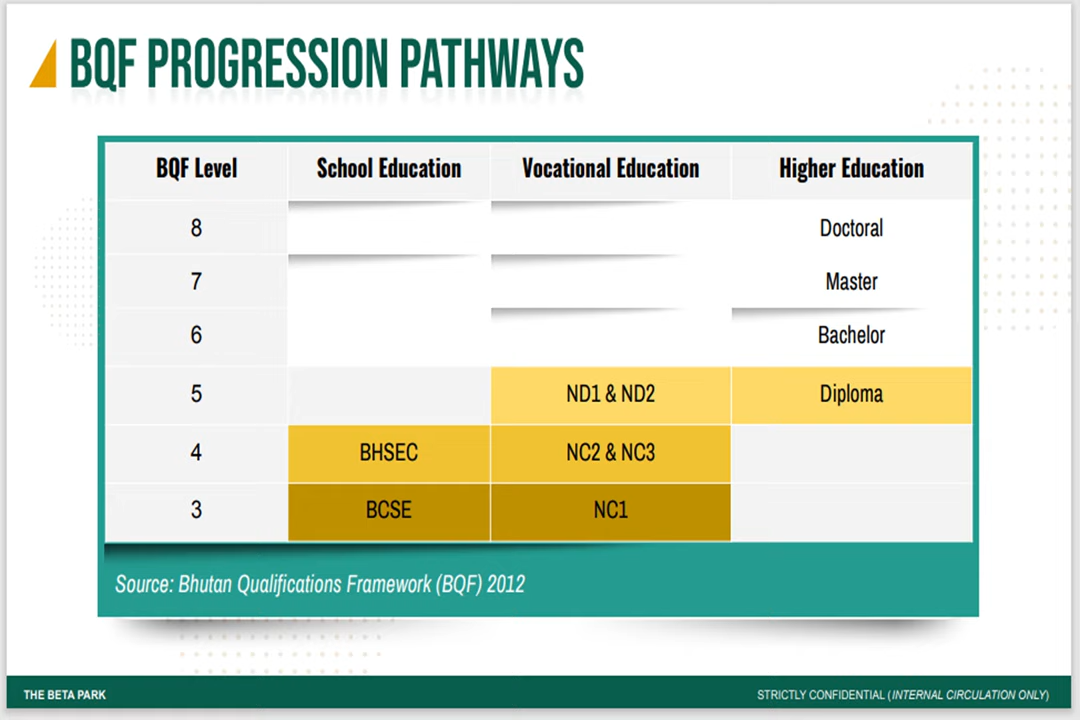 BQF PROGRESSION PATHWAYS
BQF Level School Education Vocational Education Higher Education
8 Doctoral
7 Master
6 Bachelor
5 ND1 & ND2 Diploma
4 BHSEC NC2 & NC3
3 BCSE NC1
Source: Bhutan Qualifications Framework (BQF) 2012
THE BETA PARK STRICTLY CONFIDENTIAL (INTERNAL CIRCULATION ONLY)